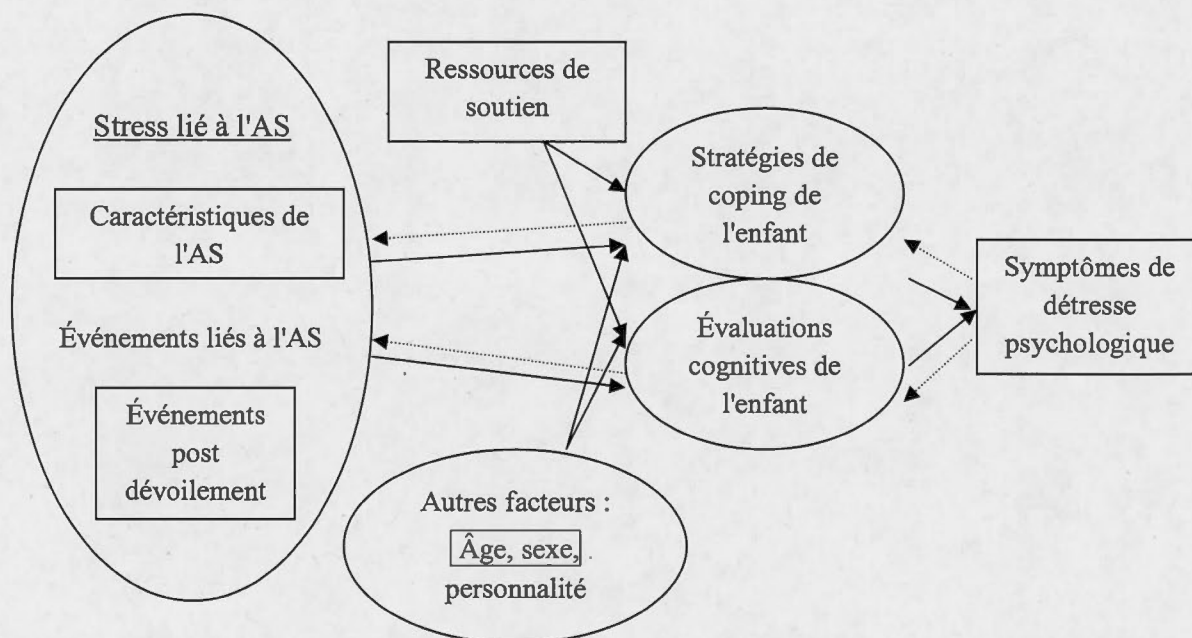 Stress lié à l'AS
Caractéristiques de
l'AS
Événements liés à l'AS
Événements
post
dévoilement
Ressources de
soutien
Stratégies de
coping de
l'enfant
Évaluations
cognitives de
l'enfant
Autres facteurs :
Âge, sexe,
personnalité
Symptômes de
détresse
psychologique